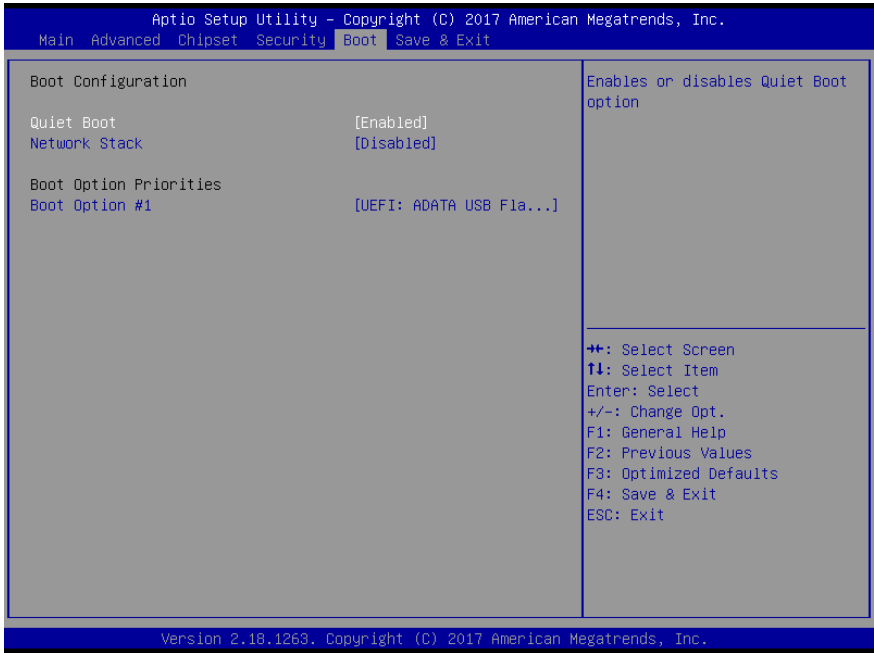 Aptio Setup Utility – Copyright (C) 2017 American Megatrends, Inc.
Main Advanced Chipset Security Boot Save & Exit
Boot Configuration
Quiet Boot [Enabled]
Network Stack [Disabled]
Boot Option Priorities
Boot Option #1 [UEFI: ADATA USB Fla...]
Enables or disables Quiet Boot
option
→←: Select Screen
↑↓: Select Item
Enter: Select
+/-: Change Opt.
F1: General Help
F2: Previous Values
F3: Optimized Defaults
F4: Save & Exit
ESC: Exit
Version 2.18.1263. Copyright (C) 2017 American Megatrends, Inc.